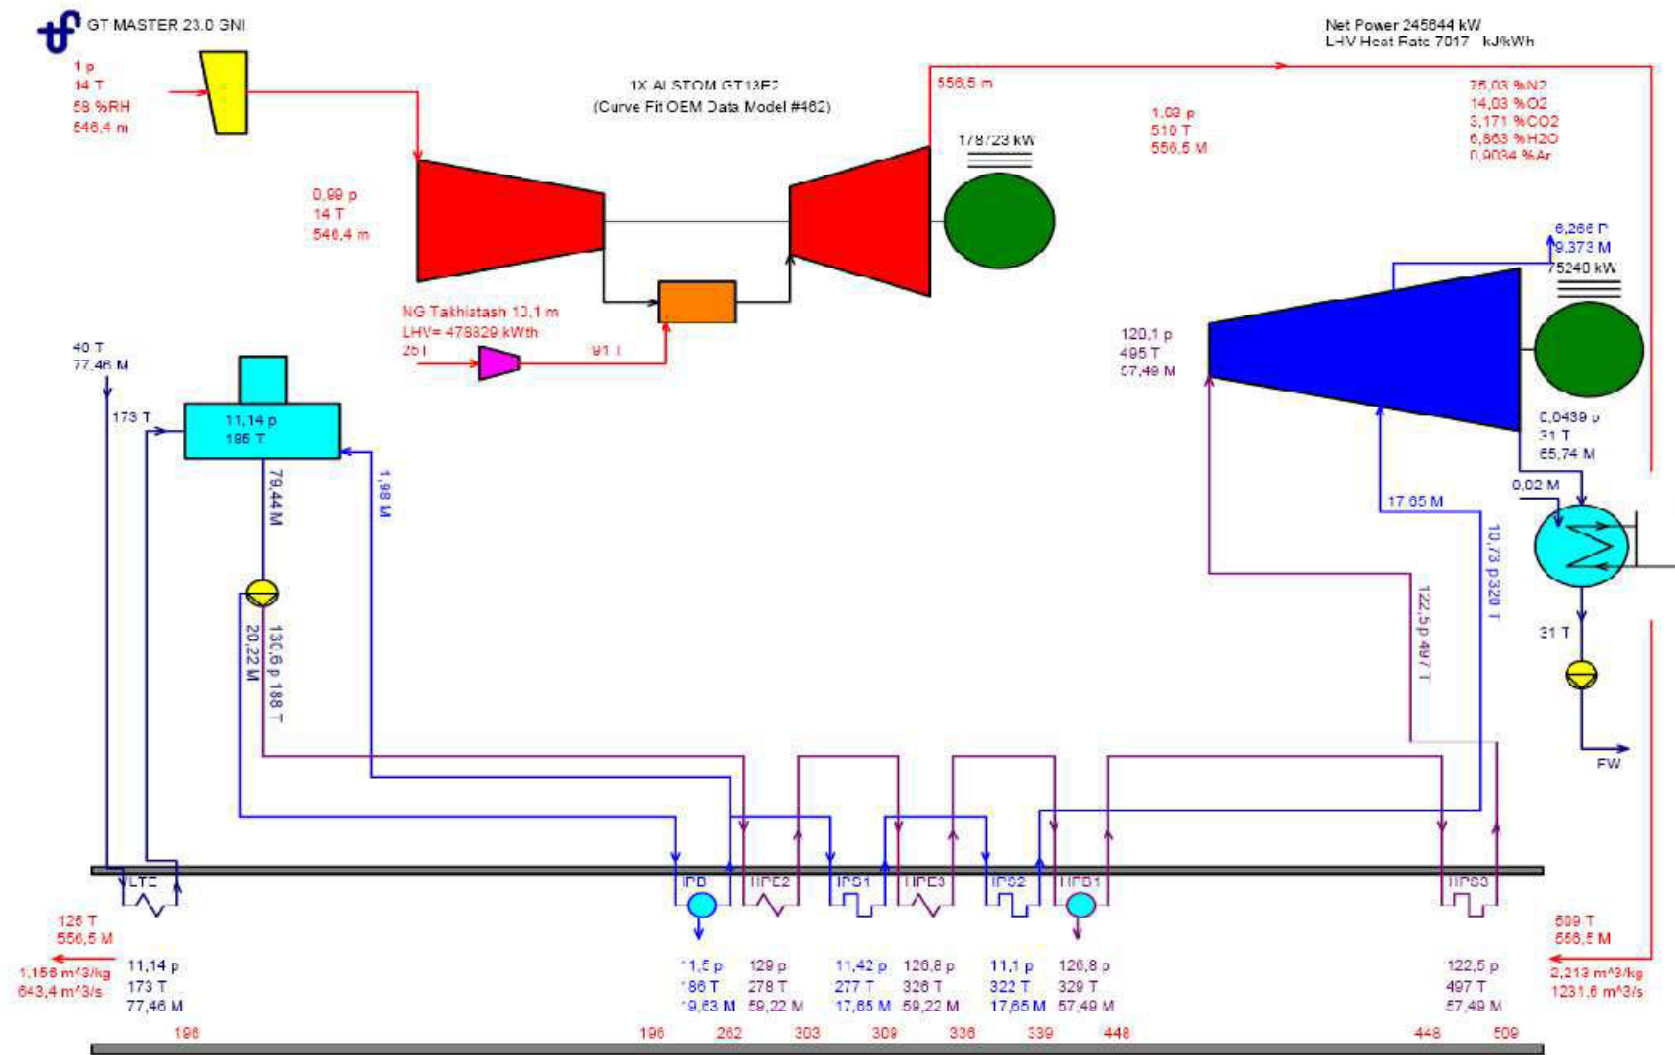 GT MASTER 23.0 GNI
Net Power 245844 kW
LHV Heat Rate 7017 kJ/kWh
1 p
14 T
58 %RH
546,4 m
1X ALSTOM GT13E2
(Curve Fit OEM Data Model #462)
556,5 m
1,03 p
510 T
556,5 M
75,03 %N2
14,03 %O2
3,171 %CO2
6,863 %H2O
0,9034 %Ar
178723 kW
0,99 p
14 T
546,4 m
6,266 P
9,373 M
75240 kW
NG Takhiatash 10,1 m
LHV= 478829 kWth
25T
91 T
120,1 p
495 T
57,49 M
40 T
77,46 M
173 T
11,14 p
185 T
0,0439 p
31 T
65,74 M
0,02 M
17,65 M
79,44 M
1,98 M
10,73 p 320 T
122,5 p 497 T
31 T
20,22 M
130,6 p 188 T
FW
LTE
IPB
HPE2
IPS1
HPE3
IPS2
HPB1
HPS3
126 T
556,5 M
1,156 m^3/kg
643,4 m^3/s
11,14 p
173 T
77,46 M
11,5 p
186 T
19,63 M
129 p
278 T
59,22 M
11,42 p
277 T
17,65 M
126,8 p
326 T
59,22 M
11,1 p
322 T
17,65 M
126,8 p
329 T
57,49 M
122,5 p
497 T
57,49 M
509 T
556,5 M
2,213 m^3/kg
1231,6 m^3/s
196
196
262
303
309
336
339
448
448
509